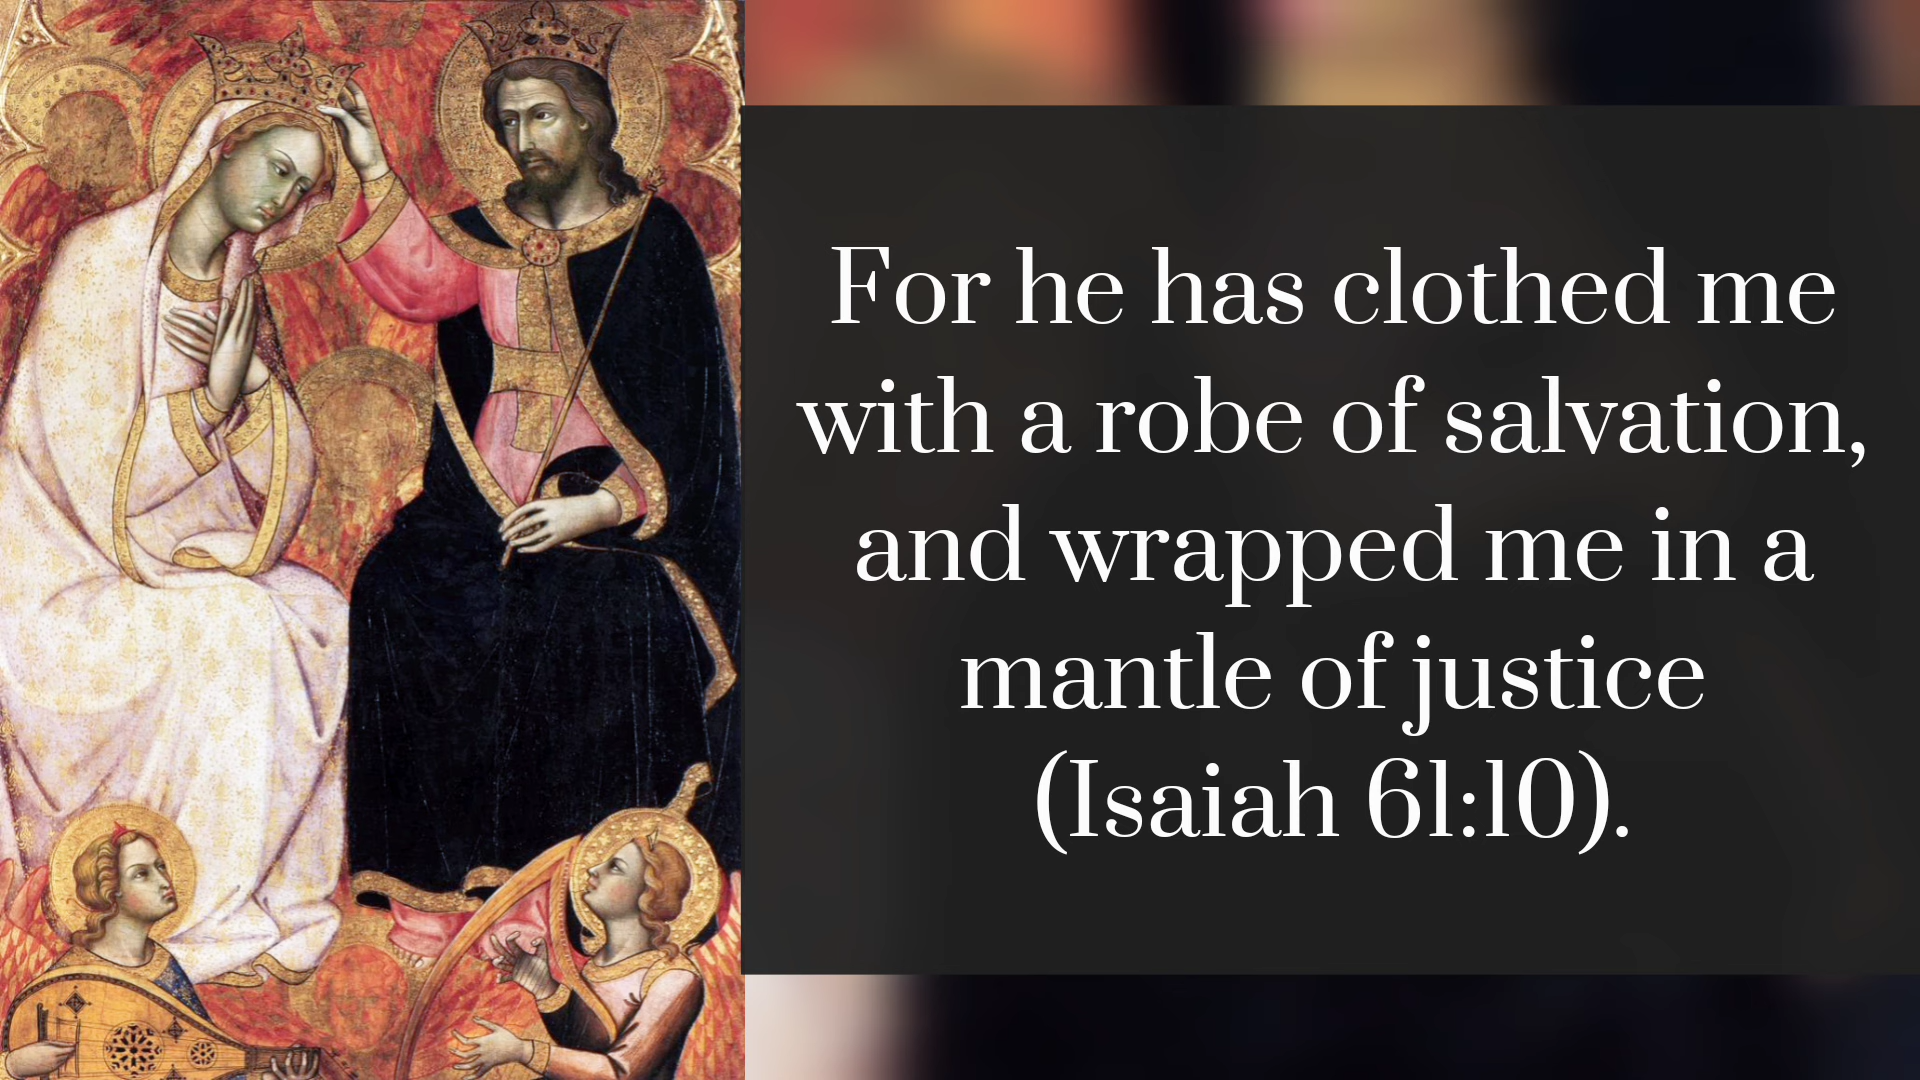 For he has clothed me
with a robe of salvation,
and wrapped me in a
mantle of justice
(Isaiah 61:10).